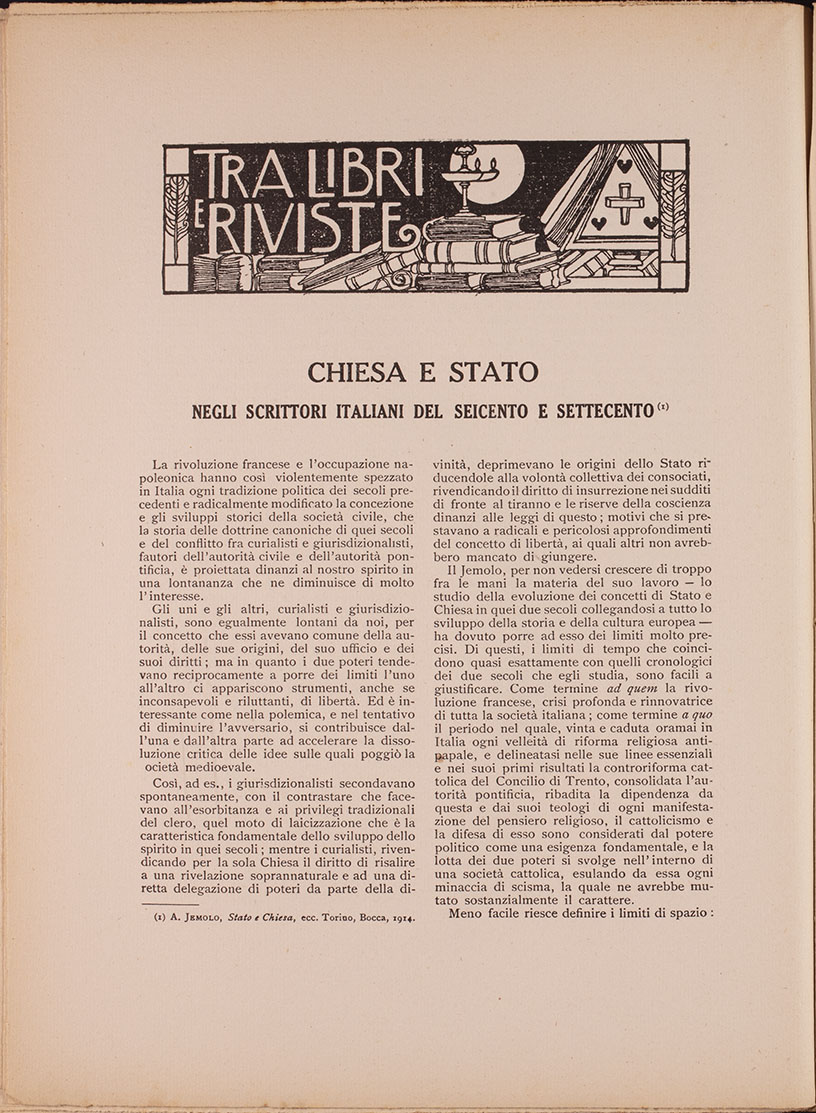 TRA LIBRI
E RIVISTE
CHIESA E STATO
NEGLI SCRITTORI ITALIANI DEL SEICENTO E SETTECENTO (1)
La rivoluzione francese e l'occupazione na-
poleonica hanno così violentemente spezzato
in Italia ogni tradizione politica dei secoli pre-
cedenti e radicalmente modificato la concezione
e gli sviluppi storici della società civile, che
la storia delle dottrine canoniche di quei secoli
e del conflitto fra curialisti e giurisdizionalisti,
fautori dell'autorità civile e dell'autorità pon-
tificia, è proiettata dinanzi al nostro spirito in
una lontananza che ne diminuisce di molto
l'interesse.
Gli uni e gli altri, curialisti e giurisdizio-
nalisti, sono egualmente lontani da noi, per
il concetto che essi avevano comune della au-
torità, delle sue origini, del suo ufficio e dei
suoi diritti ; ma in quanto i due poteri tende-
vano reciprocamente a porre dei limiti l'uno
all'altro ci appariscono strumenti, anche se
inconsapevoli e riluttanti, di libertà. Ed è in-
teressante come nella polemica, e nel tentativo
di diminuire l'avversario, si contribuisce dal-
l'una e dall'altra parte ad accelerare la disso-
luzione critica delle idee sulle quali poggiò la
ocietà medioevale.
Così, ad es., i giurisdizionalisti secondavano
spontaneamente, con il contrastare che face-
vano all'esorbitanza e ai privilegi tradizionali
del clero, quel moto di laicizzazione che è la
caratteristica fondamentale dello sviluppo dello
spirito in quei secoli ; mentre i curialisti, riven-
dicando per la sola Chiesa il diritto di risalire
a una rivelazione soprannaturale e ad una di-
retta delegazione di poteri da parte della di-
(1) A. JEMOLO, Stato e Chiesa, ecc. Torino, Bocca, 1914.
vinità, deprimevano le origini dello Stato ri-
ducendole alla volontà collettiva dei consociati,
rivendicando il diritto di insurrezione nei sudditi
di fronte al tiranno e le riserve della coscienza
dinanzi alle leggi di questo ; motivi che si pre-
stavano a radicali e pericolosi approfondimenti
del concetto di libertà, ai quali altri non avreb-
bero mancato di giungere.
Il Jemolo, per non vedersi crescere di troppo
fra le mani la materia del suo lavoro — lo
studio della evoluzione dei concetti di Stato e
Chiesa in quei due secoli collegandosi a tutto lo
sviluppo della storia e della cultura europea —
ha dovuto porre ad esso dei limiti molto pre-
cisi. Di questi, i limiti di tempo che coinci-
dono quasi esattamente con quelli cronologici
dei due secoli che egli studia, sono facili a
giustificare. Come termine ad quem la rivo-
luzione francese, crisi profonda e rinnovatrice
di tutta la società italiana ; come termine a quo
il periodo nel quale, vinta e caduta oramai in
Italia ogni velleità di riforma religiosa anti-
papale, e delineatasi nelle sue linee essenziali
e nei suoi primi risultati la controriforma cat-
tolica del Concilio di Trento, consolidata l'au-
torità pontificia, ribadita la dipendenza da
questa e dai suoi teologi di ogni manifesta-
zione del pensiero religioso, il cattolicismo e
la difesa di esso sono considerati dal potere
politico come una esigenza fondamentale, e la
lotta dei due poteri si svolge nell'interno di
una società cattolica, esulando da essa ogni
minaccia di scisma, la quale ne avrebbe mu-
tato sostanzialmente il carattere.
Meno facile riesce definire i limiti di spazio :